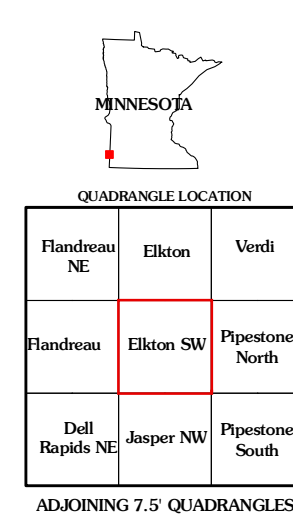 MINNESOTA
QUADRANGLE LOCATION
Flandreau
NE
Elkton
Verdi
Flandreau
Elkton SW
Pipestone
North
Dell
Rapids NE
Jasper NW
Pipestone
South
ADJOINING 7.5' QUADRANGLES